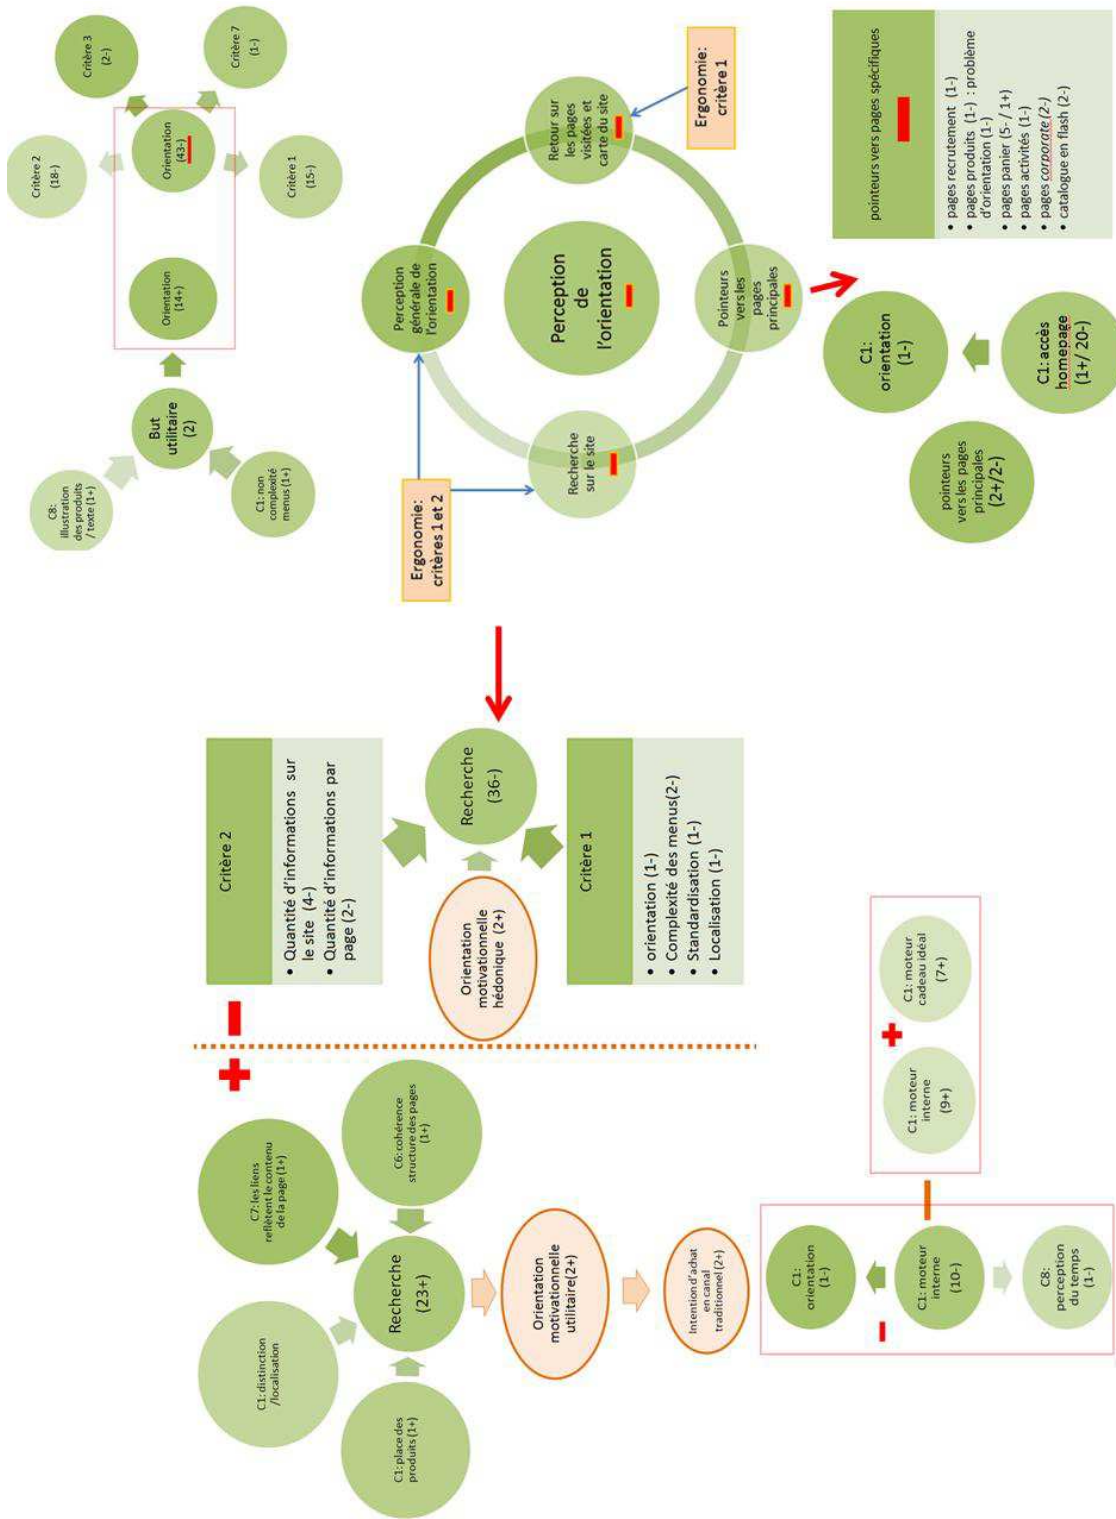 C1: distinction
/localisation
C7: les liens
reflètent le contenu
de la page (1+)
C1: place des
produits (1+)
Recherche
(23+)
C6: cohérence
structure des pages
(1+)
Orientation
motivationnelle
utilitaire(2+)
Intention d'achat
en canal
traditionnel (2+)
C1:
orientation
(1-)
C1: moteur
interne
(10-)
C8:
perception
du temps
(1-)
C1: moteur
interne
(9+)
C1: moteur
cadeau idéal
(7+)
Critère 2
• Quantité d'informations sur
le site (4-)
• Quantité d'informations par
page (2-)
Orientation
motivationnelle
hédonique (2+)
Recherche
(36-)
Critère 1
• orientation (1-)
• Complexité des menus(2-)
• Standardisation (1-)
• Localisation (1-)
C8:
illustration
des produits
/ texte (1+)
C1: non
complexité
menus (1+)
But
utilitaire
(2)
Orientation
(14+)
Orientation
(43-)
Critère 2
(18-)
Critère 3
(2-)
Critère 7
(1-)
Critère 1
(15-)
Ergonomie:
critères 1 et 2
Perception
générale de
l'orientation
Recherche
sur le site
Perception
de
l'orientation
Retour sur
les pages
visitées et
carte du site
Pointeurs
vers les
pages
principales
Ergonomie:
critère 1
C1:
orientation
(1-)
C1: accès
homepage
(1+/ 20-)
pointeurs
vers les pages
principales
(2+/2-)
pointeurs vers pages spécifiques
• pages recrutement (1-)
• pages produits (1-) : problème
d'orientation (1-)
• pages panier (5- / 1+)
• pages activités (1-)
• pages corporate (2-)
• catalogue en flash (2-)